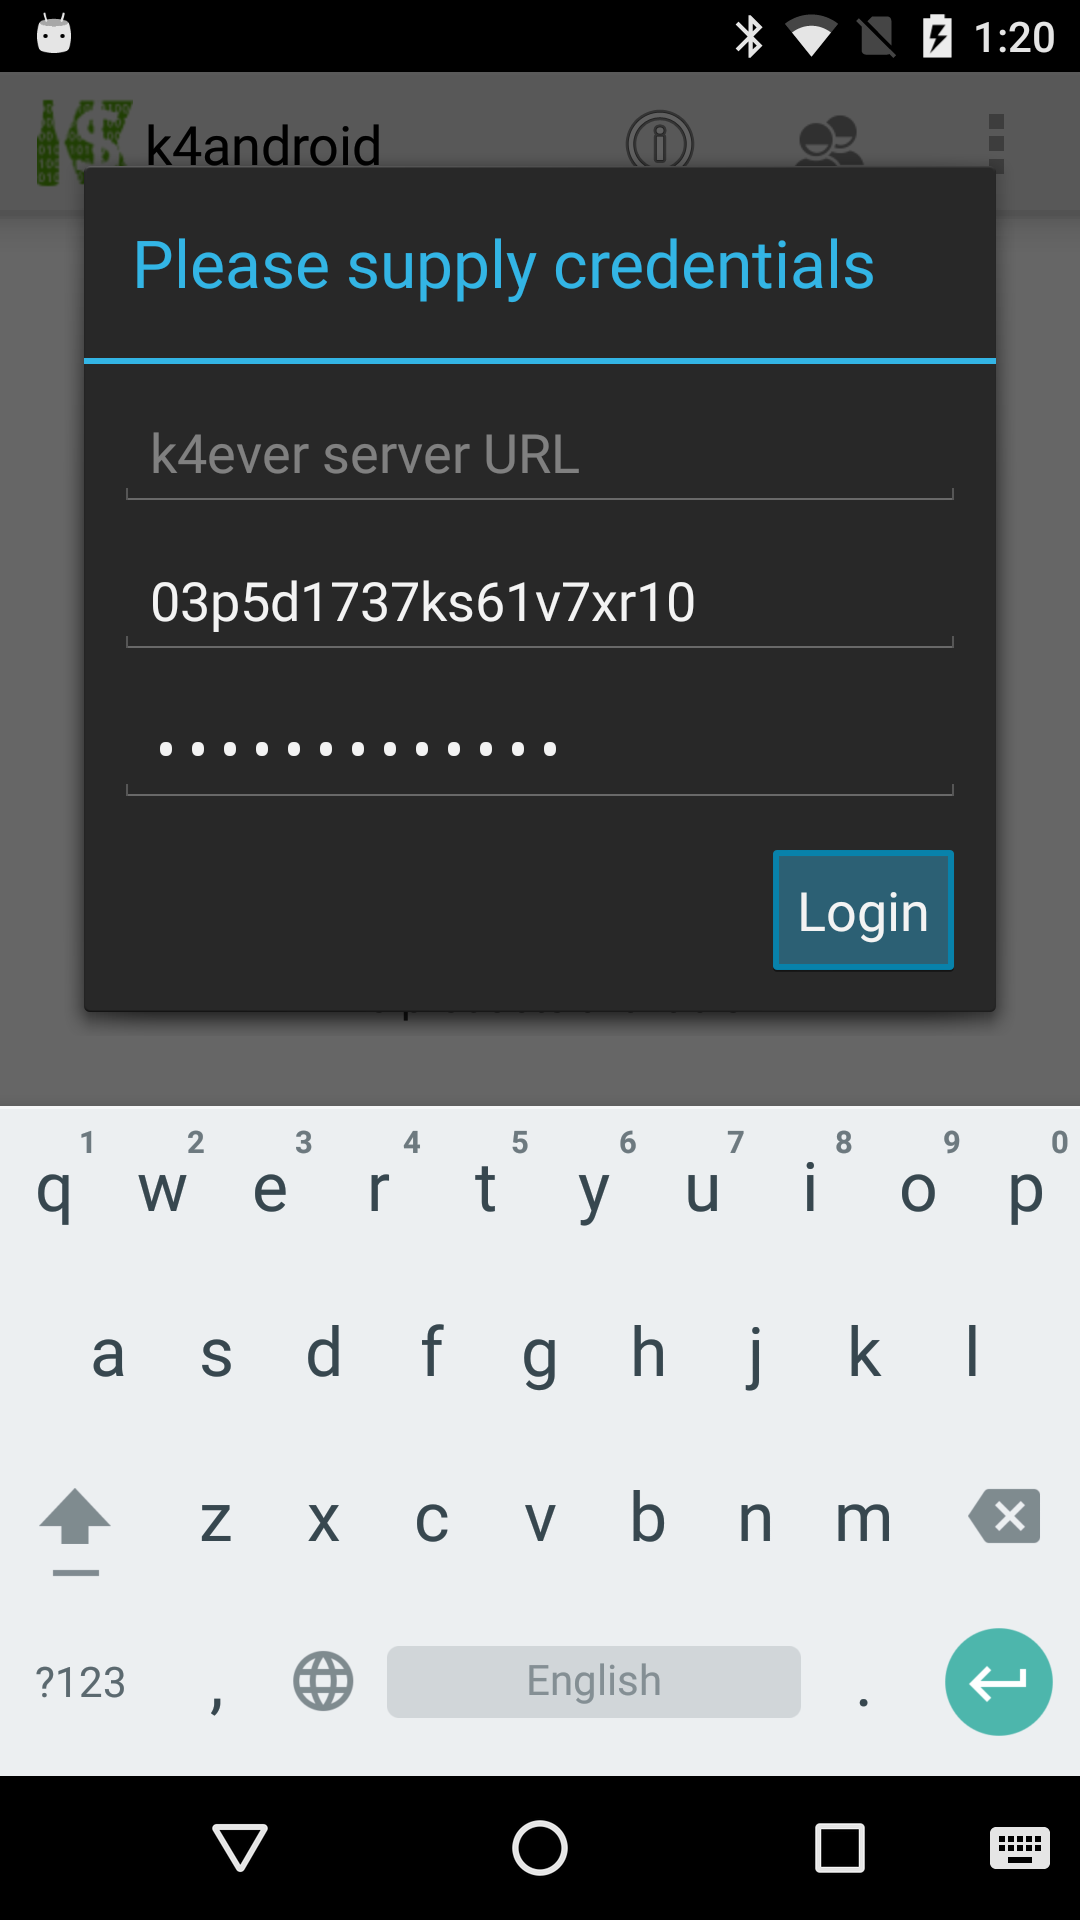 1:20
k4android
Please supply credentials
k4ever server URL
03p5d1737ks61v7xr10
Login
1 2 3 4 5 6 7 8 9 0
q w e r t y u i o p
a s d f g h j k l
z x c v b n m
?123 , English .